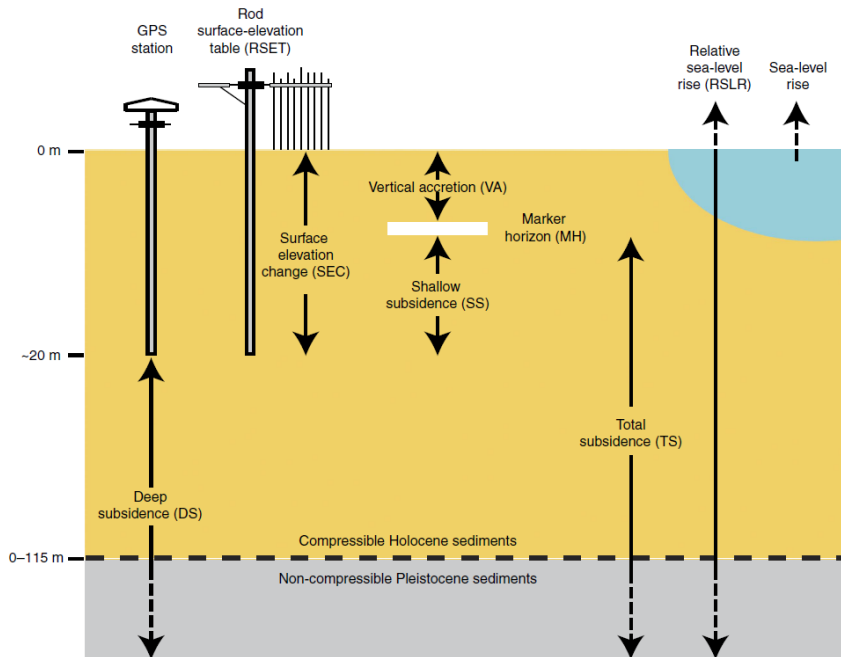 GPS
station
Rod
surface-elevation
table (RSET)
Relative
sea-level
rise (RSLR)
Sea-level
rise
0 m
Vertical accretion (VA)
Marker
horizon (MH)
Surface
elevation
change (SEC)
Shallow
subsidence (SS)
~20 m
Total
subsidence (TS)
Deep
subsidence (DS)
Compressible Holocene sediments
0–115 m
Non-compressible Pleistocene sediments